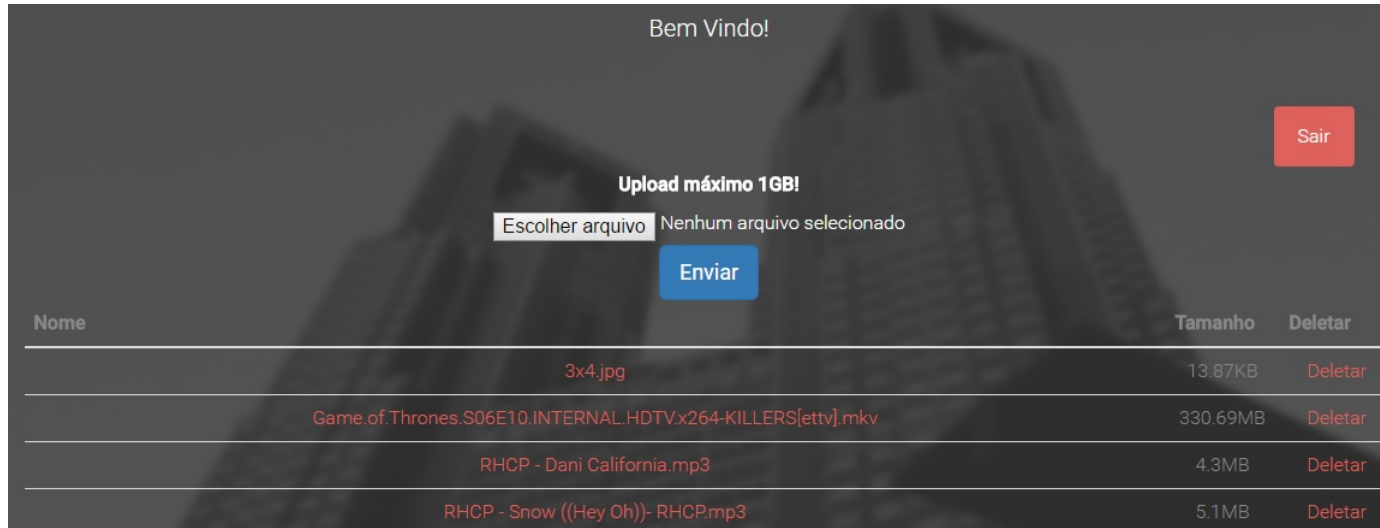 Bem Vindo!
Sair
Upload máximo 1GB!
Escolher arquivo Nenhum arquivo selecionado
Enviar
Nome Tamanho Deletar
3x4.jpg 13.87KB Deletar
Game.of.Thrones.S06E10.INTERNAL.HDTV.x264-KILLERS[ettv].mkv 330.69MB Deletar
RHCP - Dani California.mp3 4.3MB Deletar
RHCP - Snow ((Hey Oh))- RHCP.mp3 5.1MB Deletar